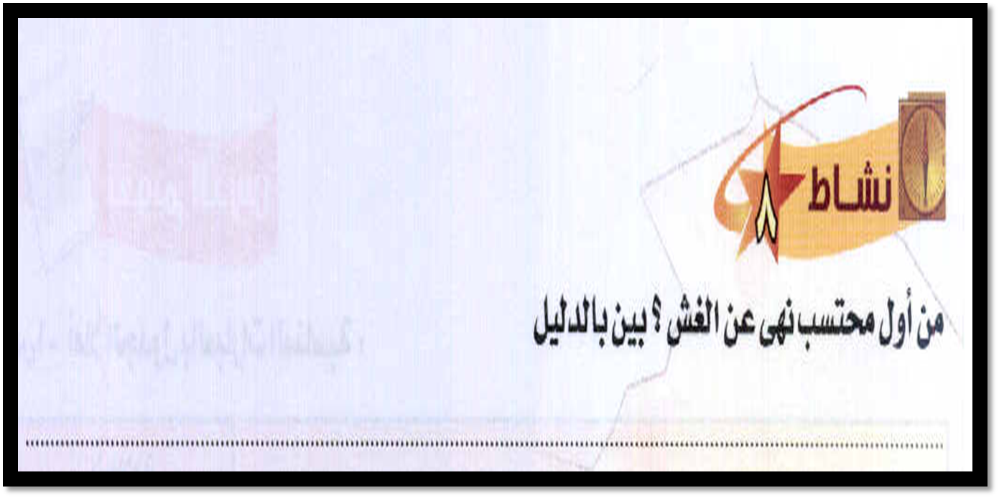 نشاط
٨
من أول محتسب نهى عن الغش ؟ بين بالدليل